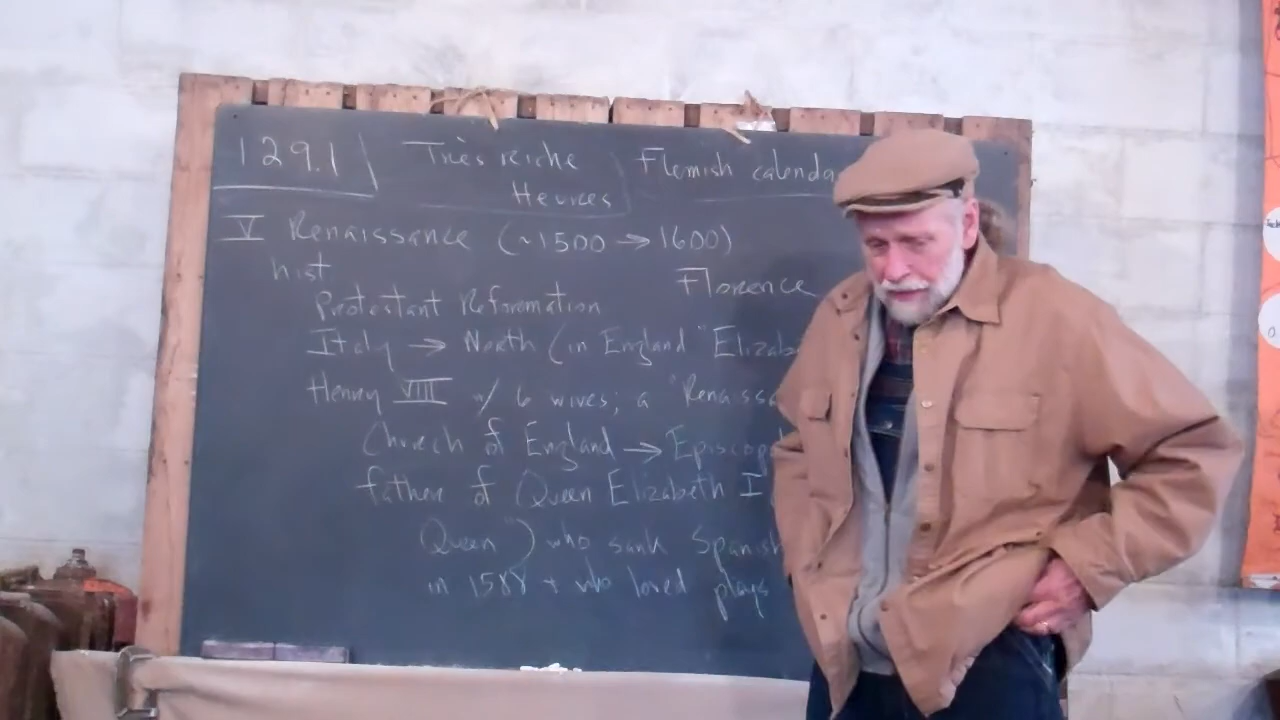 129.1
Très riche
Heures
Flemish calenda
V Renaissance (~1500 → 1600)
hist
Florence
Protestant Reformation
Italy → North (in England "Elizab
Henry VIII w/ 6 wives; a "Renaissa
Church of England → Episcop
father of Queen Elizabeth I
Queen") who sank Spanish
in 1588 + who loved plays